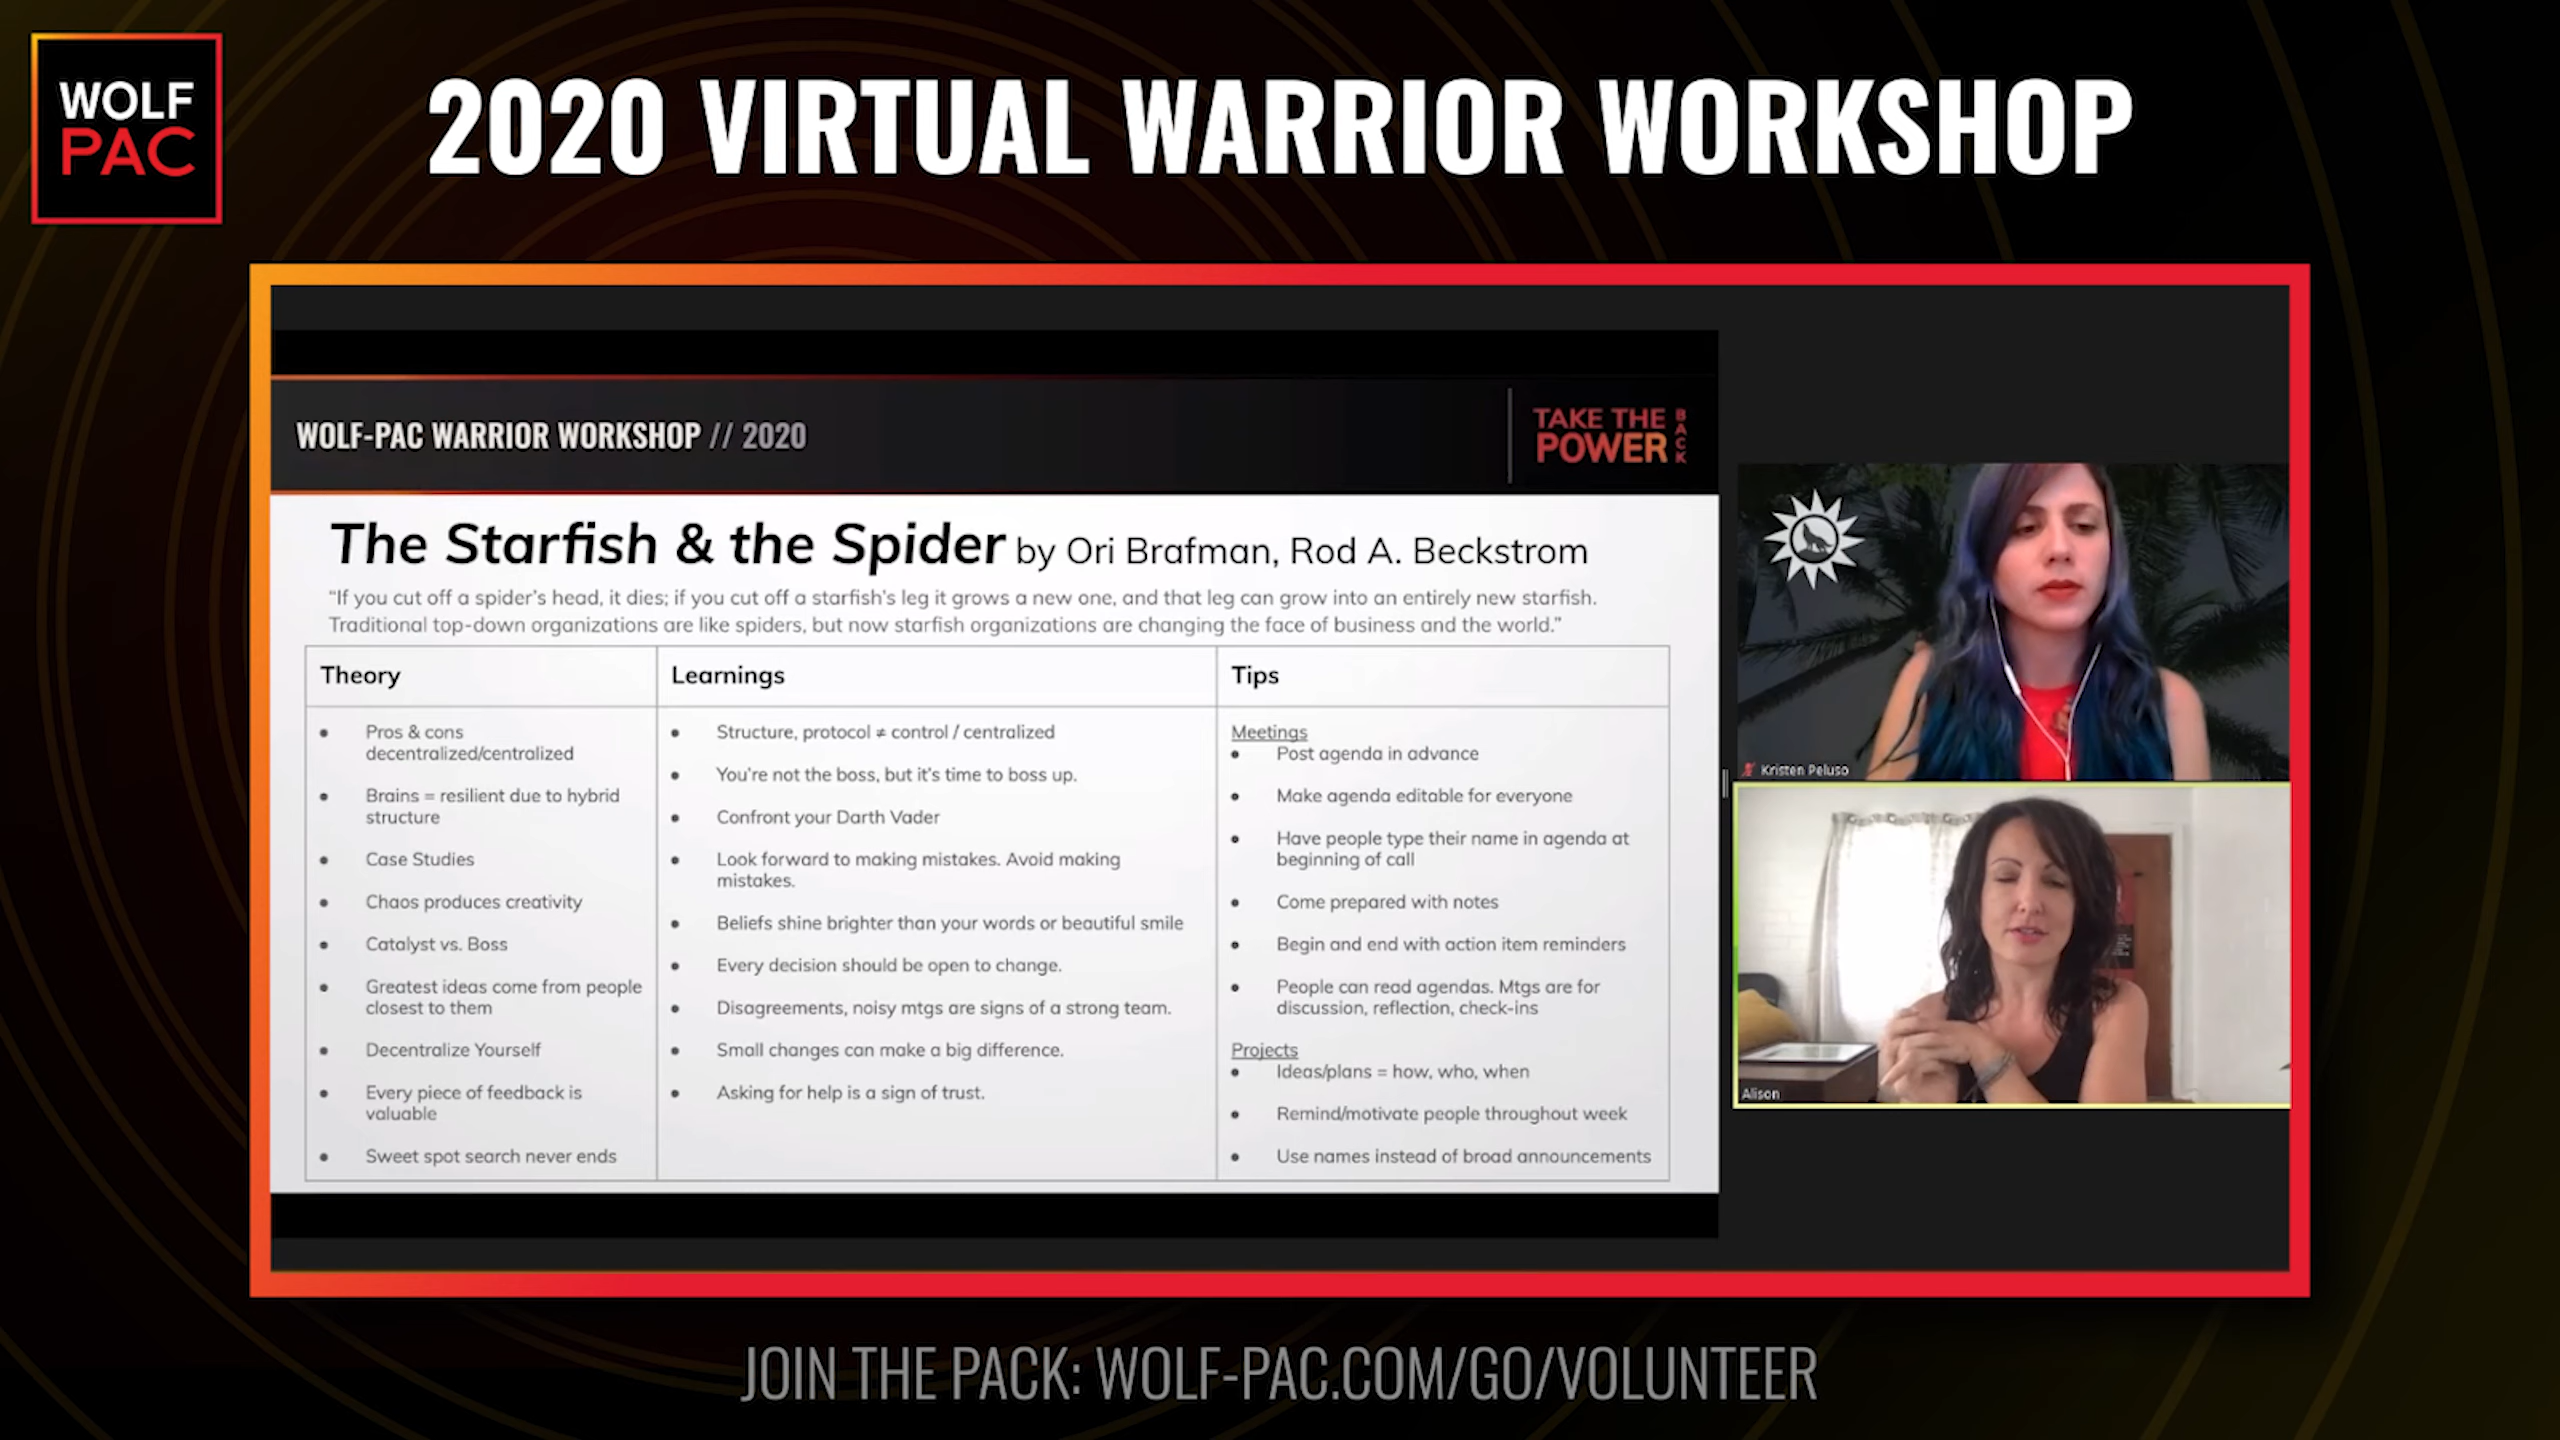 WOLF
PAC
2020 VIRTUAL WARRIOR WORKSHOP
WOLF-PAC WARRIOR WORKSHOP // 2020
TAKE THE
POWER
BACK
The Starfish & the Spider by Ori Brafman, Rod A. Beckstrom
“If you cut off a spider’s head, it dies; if you cut off a starfish’s leg it grows a new one, and that leg can grow into an entirely new starfish.
Traditional top-down organizations are like spiders, but now starfish organizations are changing the face of business and the world.”
Theory
● Pros & cons
decentralized/centralized
● Brains = resilient due to hybrid
structure
● Case Studies
● Chaos produces creativity
● Catalyst vs. Boss
● Greatest ideas come from people
closest to them
● Decentralize Yourself
● Every piece of feedback is
valuable
● Sweet spot search never ends
Learnings
● Structure, protocol ≠ control / centralized
● You’re not the boss, but it’s time to boss up.
● Confront your Darth Vader
● Look forward to making mistakes. Avoid making
mistakes.
● Beliefs shine brighter than your words or beautiful smile
● Every decision should be open to change.
● Disagreements, noisy mtgs are signs of a strong team.
● Small changes can make a big difference.
● Asking for help is a sign of trust.
Tips
Meetings
● Post agenda in advance
● Make agenda editable for everyone
● Have people type their name in agenda at
beginning of call
● Come prepared with notes
● Begin and end with action item reminders
● People can read agendas. Mtgs are for
discussion, reflection, check-ins
Projects
● Ideas/plans = how, who, when
● Remind/motivate people throughout week
● Use names instead of broad announcements
Kristen Peluso
Alison
JOIN THE PACK: WOLF-PAC.COM/GO/VOLUNTEER